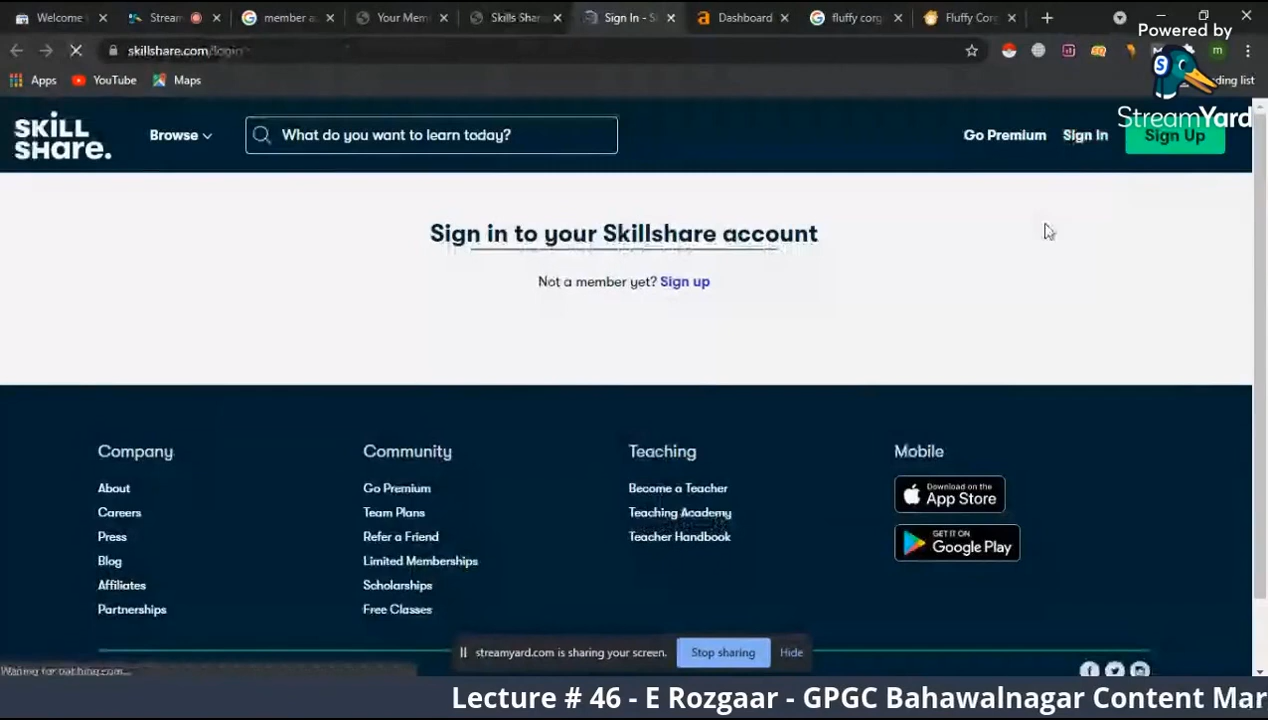 Welcome
Stream
member a
Your Mem
Skills Shar
Sign In - S
Dashboard
fluffy corg
Fluffy Cor
Powered by
skillshare.com/login
m
Apps
YouTube
Maps
ding list
StreamYard
SKILL
SHARE.
Browse
What do you want to learn today?
Go Premium
Sign In
Sign Up
Sign in to your Skillshare account
Not a member yet? Sign up
Company
Community
Teaching
Mobile
About
Go Premium
Become a Teacher
Download on the
App Store
Careers
Team Plans
Teaching Academy
Press
Refer a Friend
Teacher Handbook
GET IT ON
Google Play
Blog
Limited Memberships
Affiliates
Scholarships
Partnerships
Free Classes
streamyard.com is sharing your screen.
Stop sharing
Hide
Lecture # 46 - E Rozgaar - GPGC Bahawalnagar Content Mar